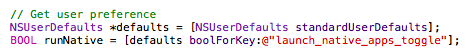 // Get user preference
NSUserDefaults *defaults = [NSUserDefaults standardUserDefaults];
BOOL runNative = [defaults boolForKey:@"launch_native_apps_toggle"];